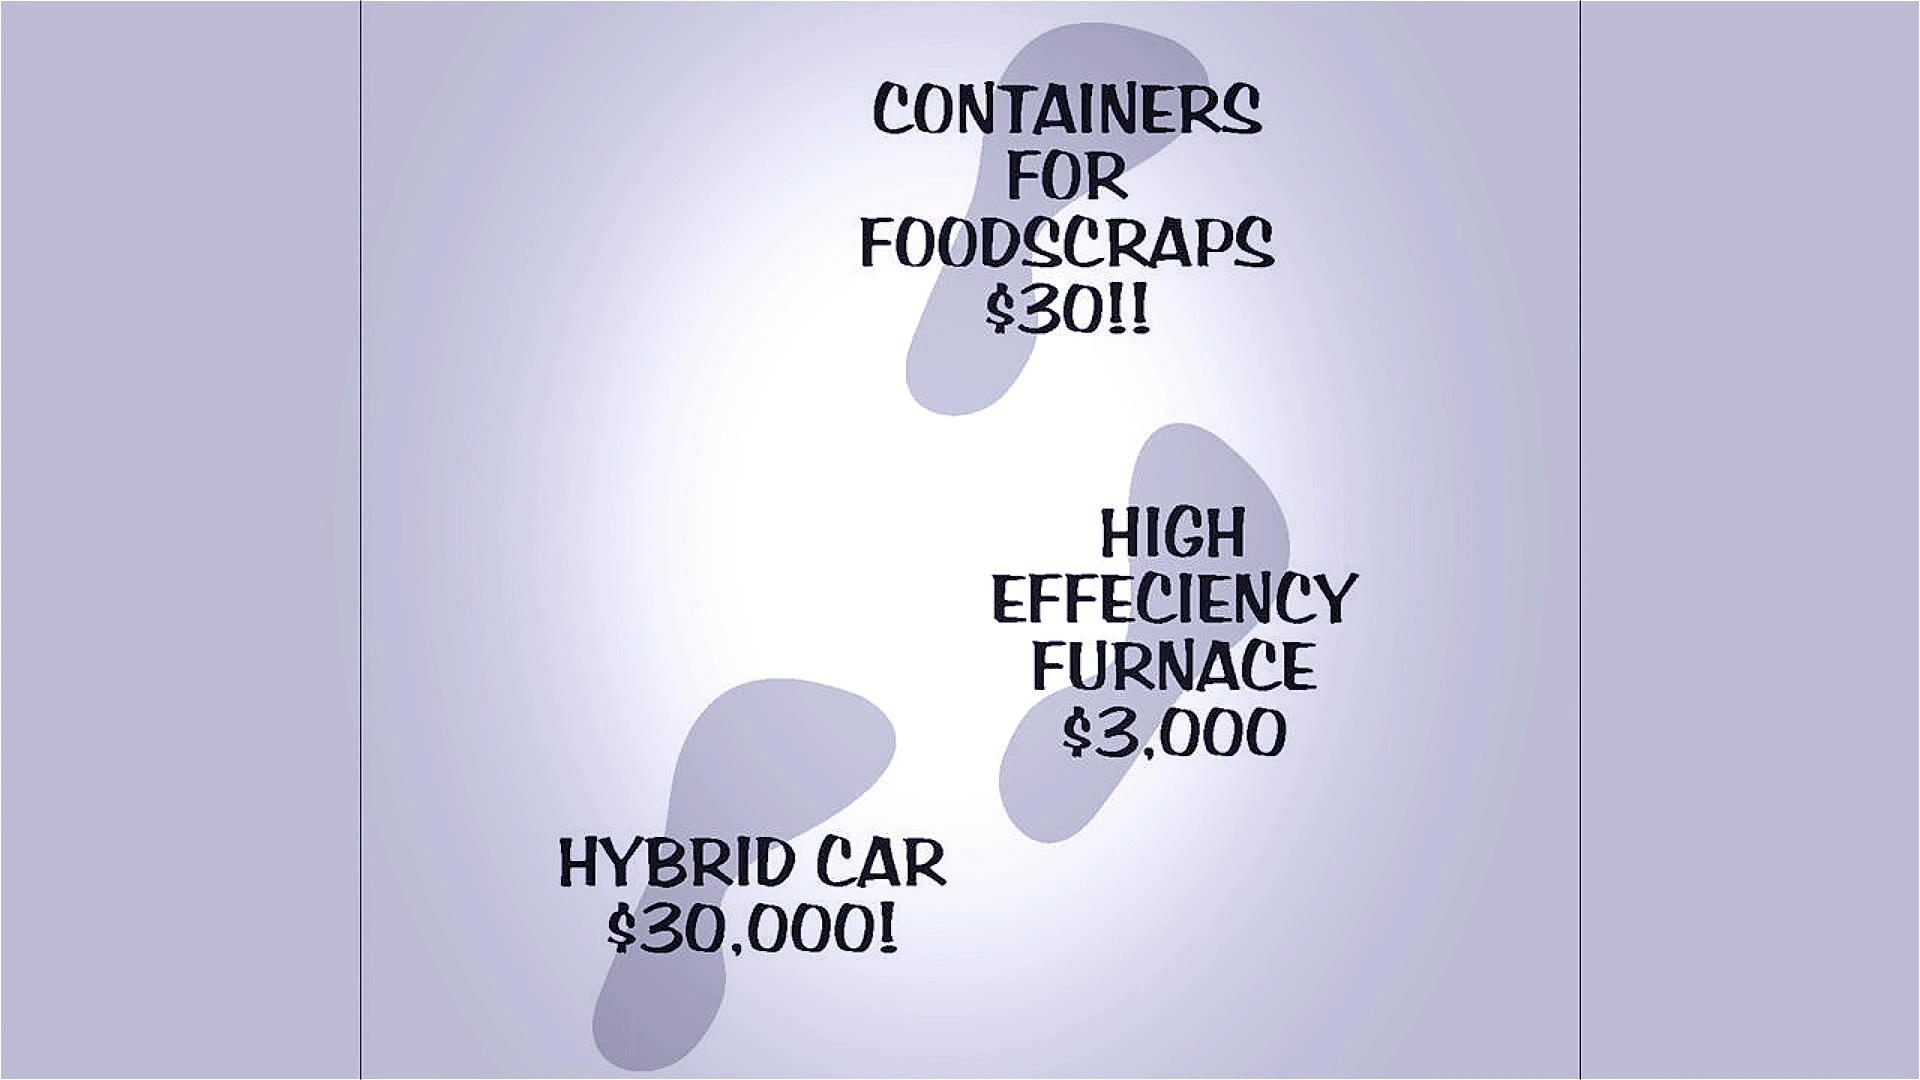 CONTAINERS
FOR
FOODSCRAPS
$30!!
HIGH
EFFECIENCY
FURNACE
$3,000
HYBRID CAR
$30,000!